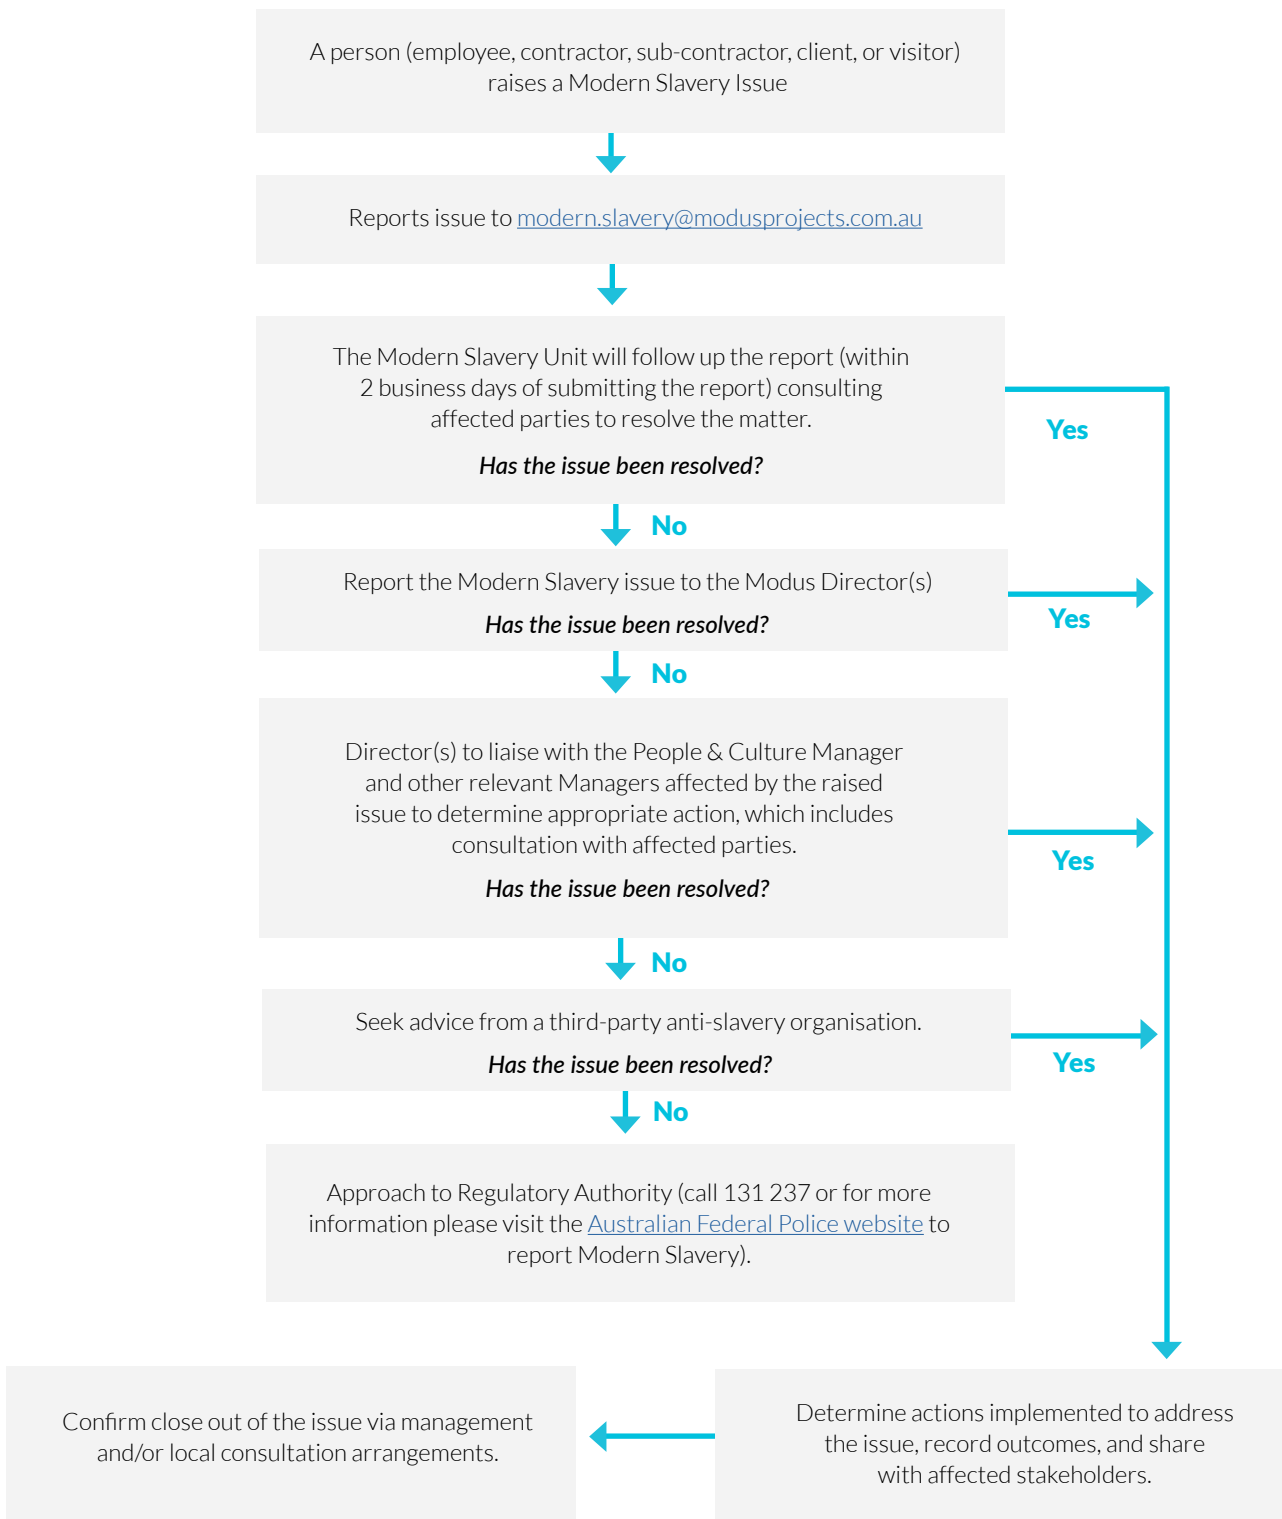 A person (employee, contractor, sub-contractor, client, or visitor)
raises a Modern Slavery Issue
Reports issue to modern.slavery@modusprojects.com.au
The Modern Slavery Unit will follow up the report (within
2 business days of submitting the report) consulting
affected parties to resolve the matter.
Has the issue been resolved?
Yes
No
Report the Modern Slavery issue to the Modus Director(s)
Has the issue been resolved?
Yes
No
Director(s) to liaise with the People & Culture Manager
and other relevant Managers affected by the raised
issue to determine appropriate action, which includes
consultation with affected parties.
Has the issue been resolved?
Yes
No
Seek advice from a third-party anti-slavery organisation.
Has the issue been resolved?
Yes
No
Approach to Regulatory Authority (call 131 237 or for more
information please visit the Australian Federal Police website to
report Modern Slavery).
Determine actions implemented to address
the issue, record outcomes, and share
with affected stakeholders.
Confirm close out of the issue via management
and/or local consultation arrangements.